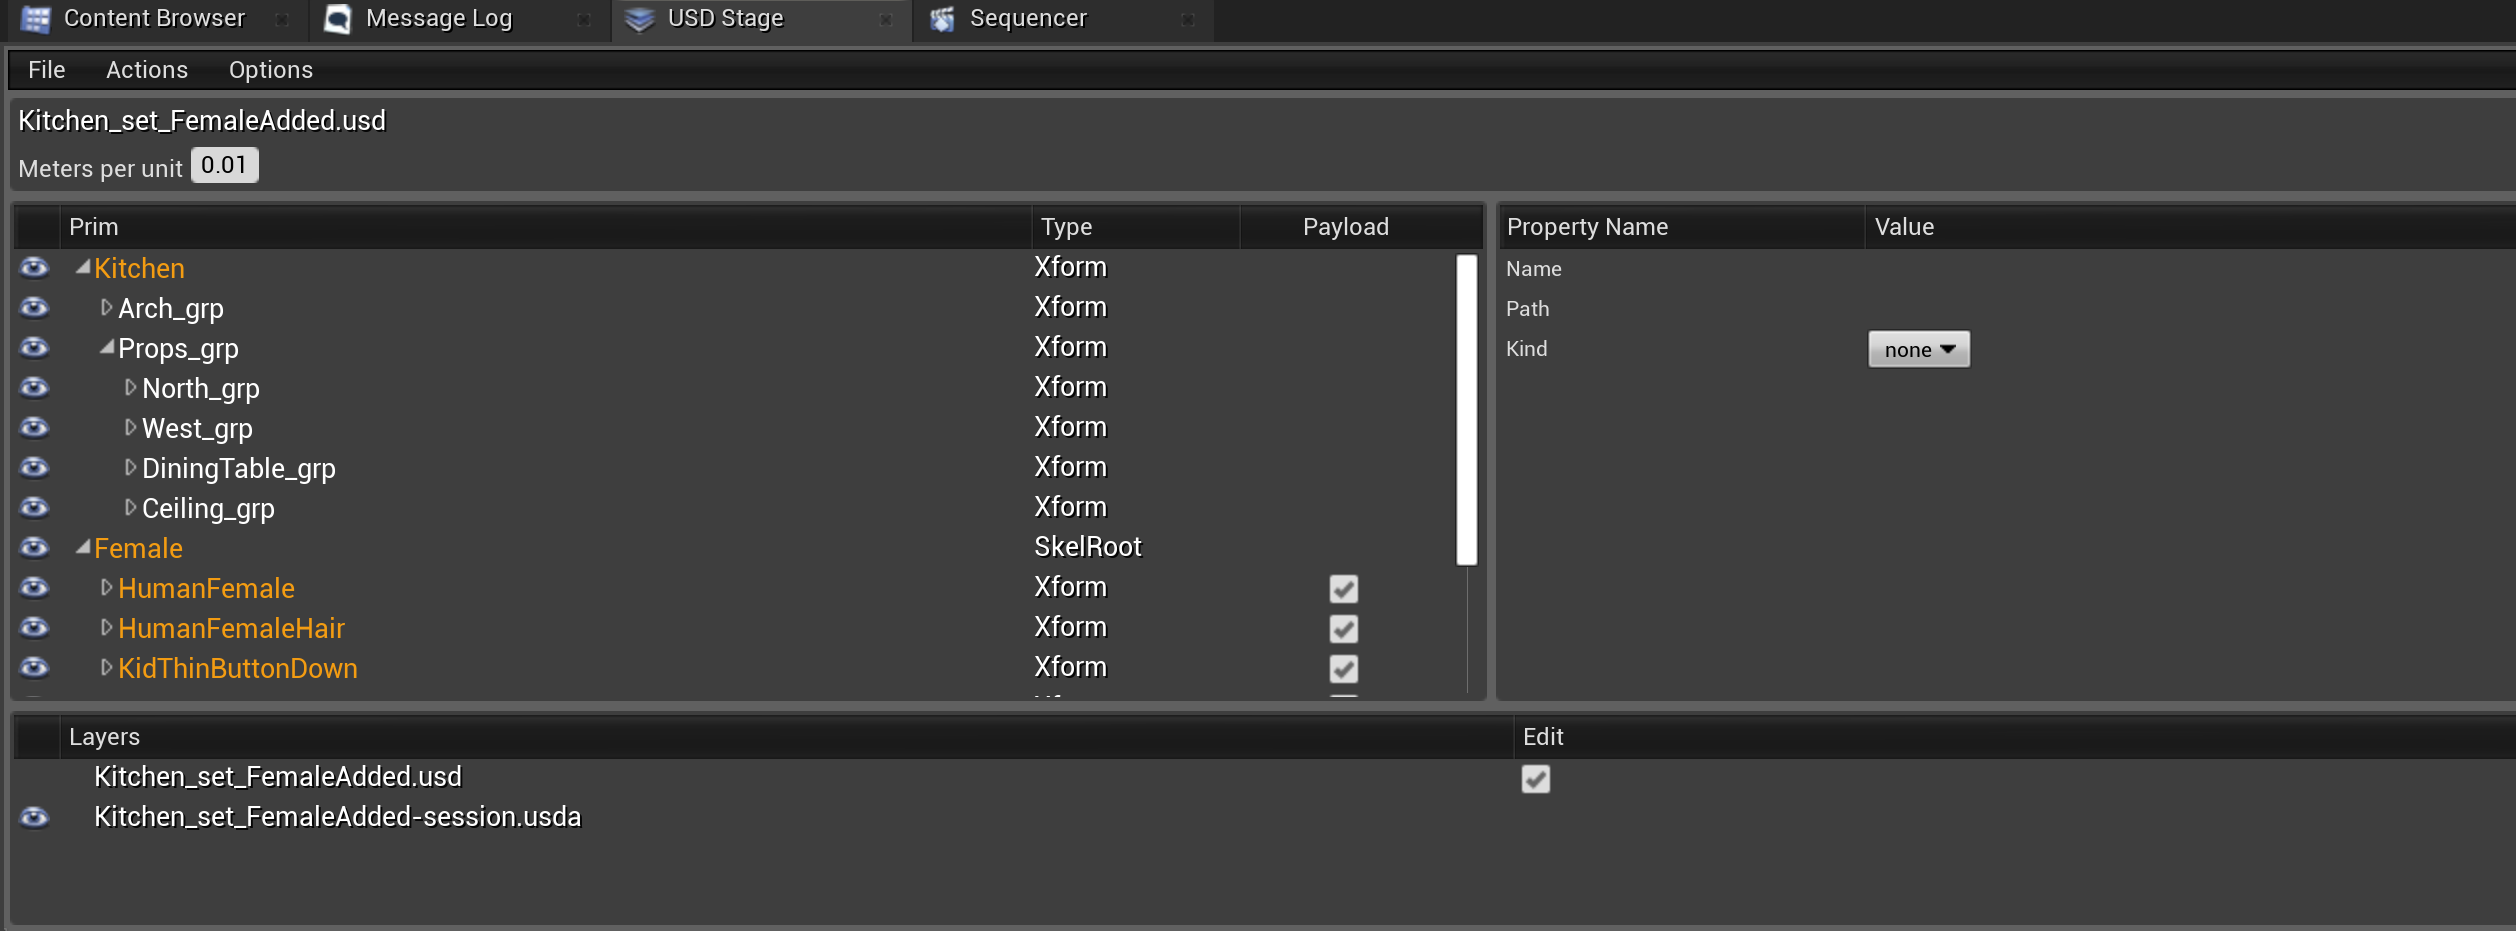 Content Browser Message Log USD Stage Sequencer
File Actions Options
Kitchen_set_FemaleAdded.usd
Meters per unit 0.01
Prim Type Payload
Kitchen Xform
Arch_grp Xform
Props_grp Xform
North_grp Xform
West_grp Xform
DiningTable_grp Xform
Ceiling_grp Xform
Female SkelRoot
HumanFemale Xform
HumanFemaleHair Xform
KidThinButtonDown Xform
Property Name Value
Name
Path
Kind none
Layers Edit
Kitchen_set_FemaleAdded.usd
Kitchen_set_FemaleAdded-session.usda